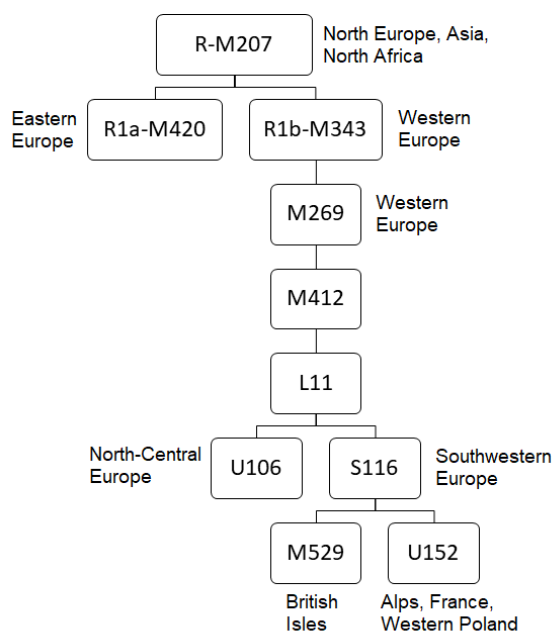 R-M207
North Europe, Asia,
North Africa
Eastern
Europe
R1a-M420
R1b-M343
Western
Europe
M269
Western
Europe
M412
L11
North-Central
Europe
U106
S116
Southwestern
Europe
M529
U152
British
Isles
Alps, France,
Western Poland